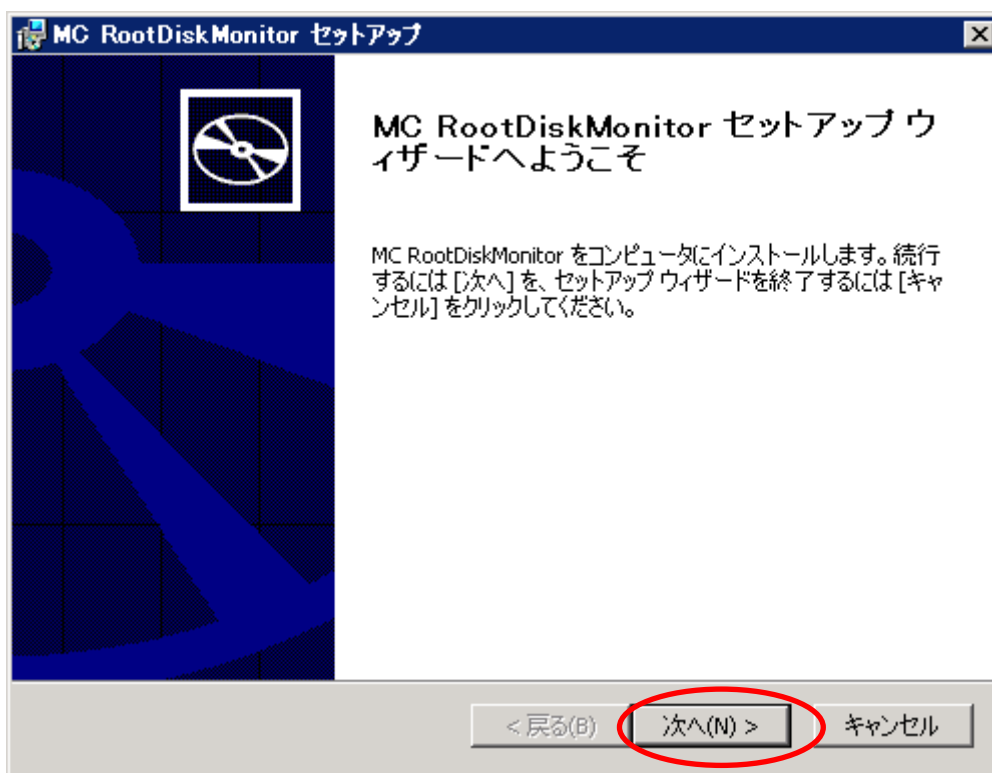 MC RootDiskMonitor セットアップ
MC RootDiskMonitor セットアップ ウ
ィザードへようこそ
MC RootDiskMonitor をコンピュータにインストールします。続行
するには [次へ] を、セットアップ ウィザードを終了するには [キャ
ンセル] をクリックしてください。
< 戻る(B) 次へ(N) > キャンセル